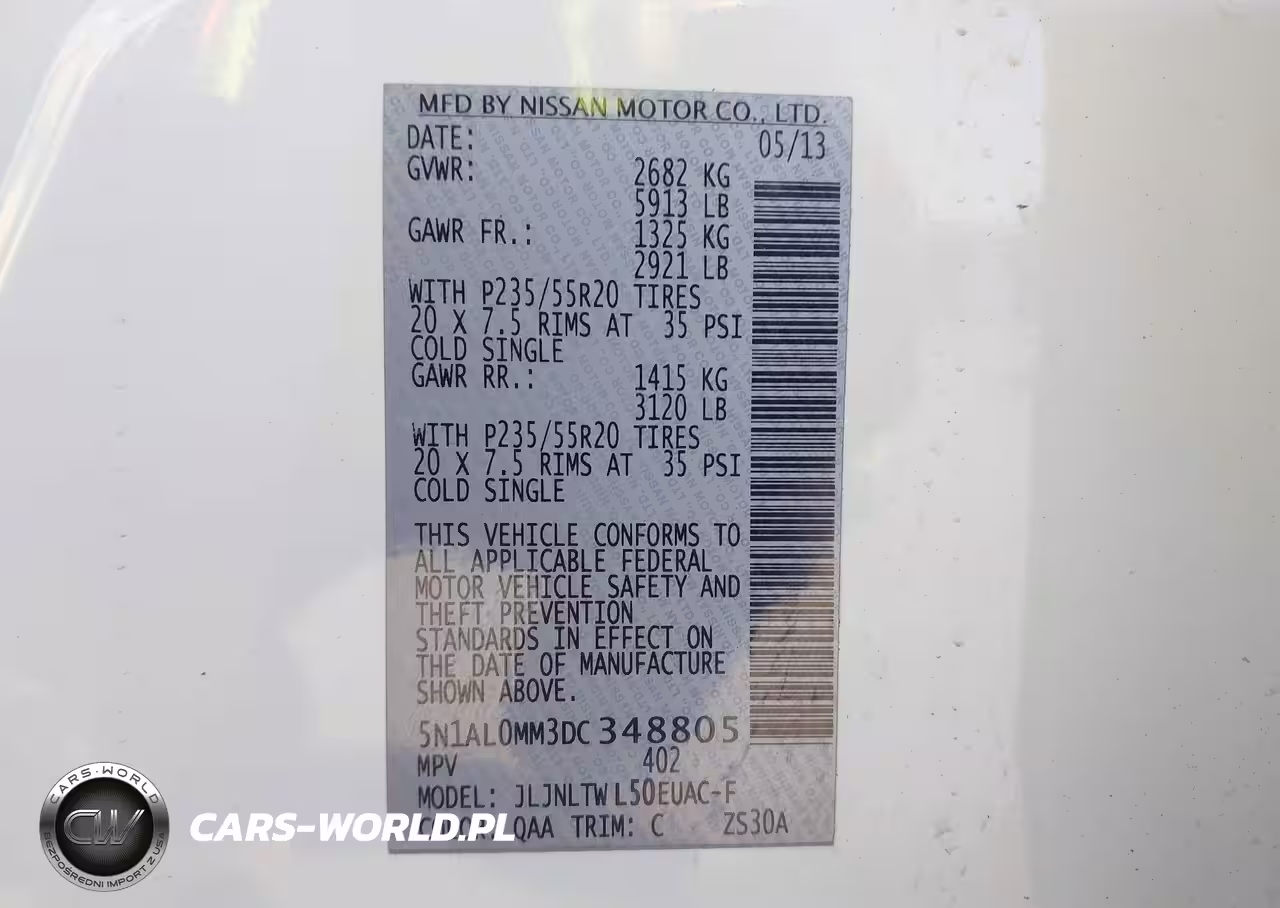 MFD BY NISSAN MOTOR CO., LTD.
DATE: 05/13
GVWR: 2682 KG
5913 LB
GAWR FR.: 1325 KG
2921 LB
WITH P235/55R20 TIRES
20 X 7.5 RIMS AT 35 PSI
COLD SINGLE
GAWR RR.: 1415 KG
3120 LB
WITH P235/55R20 TIRES
20 X 7.5 RIMS AT 35 PSI
COLD SINGLE
THIS VEHICLE CONFORMS TO
ALL APPLICABLE FEDERAL
MOTOR VEHICLE SAFETY AND
THEFT PREVENTION
STANDARDS IN EFFECT ON
THE DATE OF MANUFACTURE
SHOWN ABOVE.
5N1AL0MM3DC348805
MPV 402
MODEL: JLJNLTWL50EUAC-F
QAA TRIM: C ZS30A
CARS-WORLD
CW
BEZPOŚREDNI IMPORT Z USA
CARS-WORLD.PL